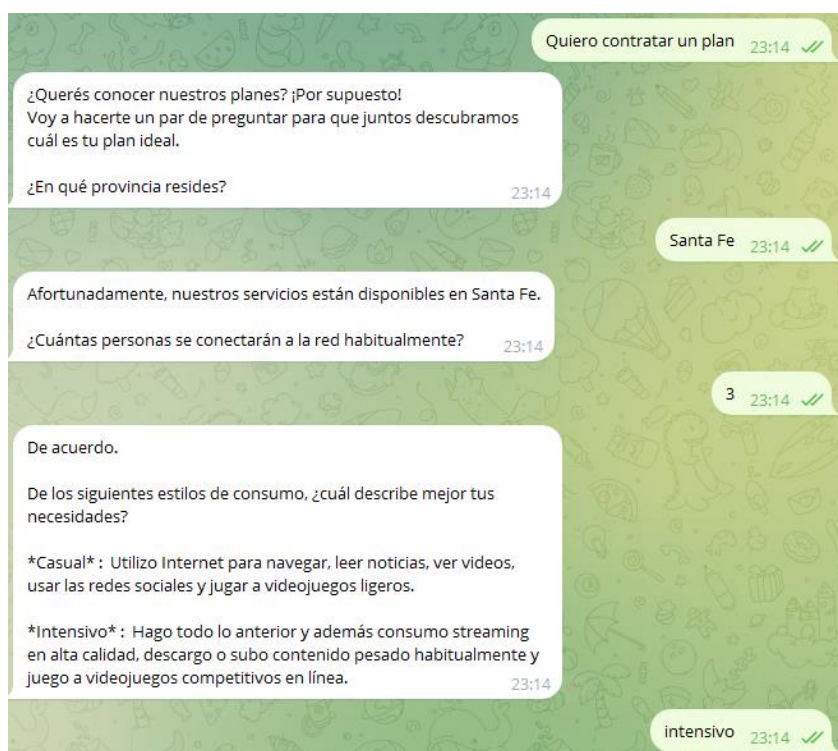 Quiero contratar un plan 23:14
¿Querés conocer nuestros planes? ¡Por supuesto!
Voy a hacerte un par de preguntar para que juntos descubramos
cuál es tu plan ideal.
¿En qué provincia resides?
23:14
Santa Fe 23:14
Afortunadamente, nuestros servicios están disponibles en Santa Fe.
¿Cuántas personas se conectarán a la red habitualmente? 23:14
3 23:14
De acuerdo.
De los siguientes estilos de consumo, ¿cuál describe mejor tus
necesidades?
*Casual* : Utilizo Internet para navegar, leer noticias, ver videos,
usar las redes sociales y jugar a videojuegos ligeros.
*Intensivo* : Hago todo lo anterior y además consumo streaming
en alta calidad, descargo o subo contenido pesado habitualmente y
juego a videojuegos competitivos en línea. 23:14
intensivo 23:14